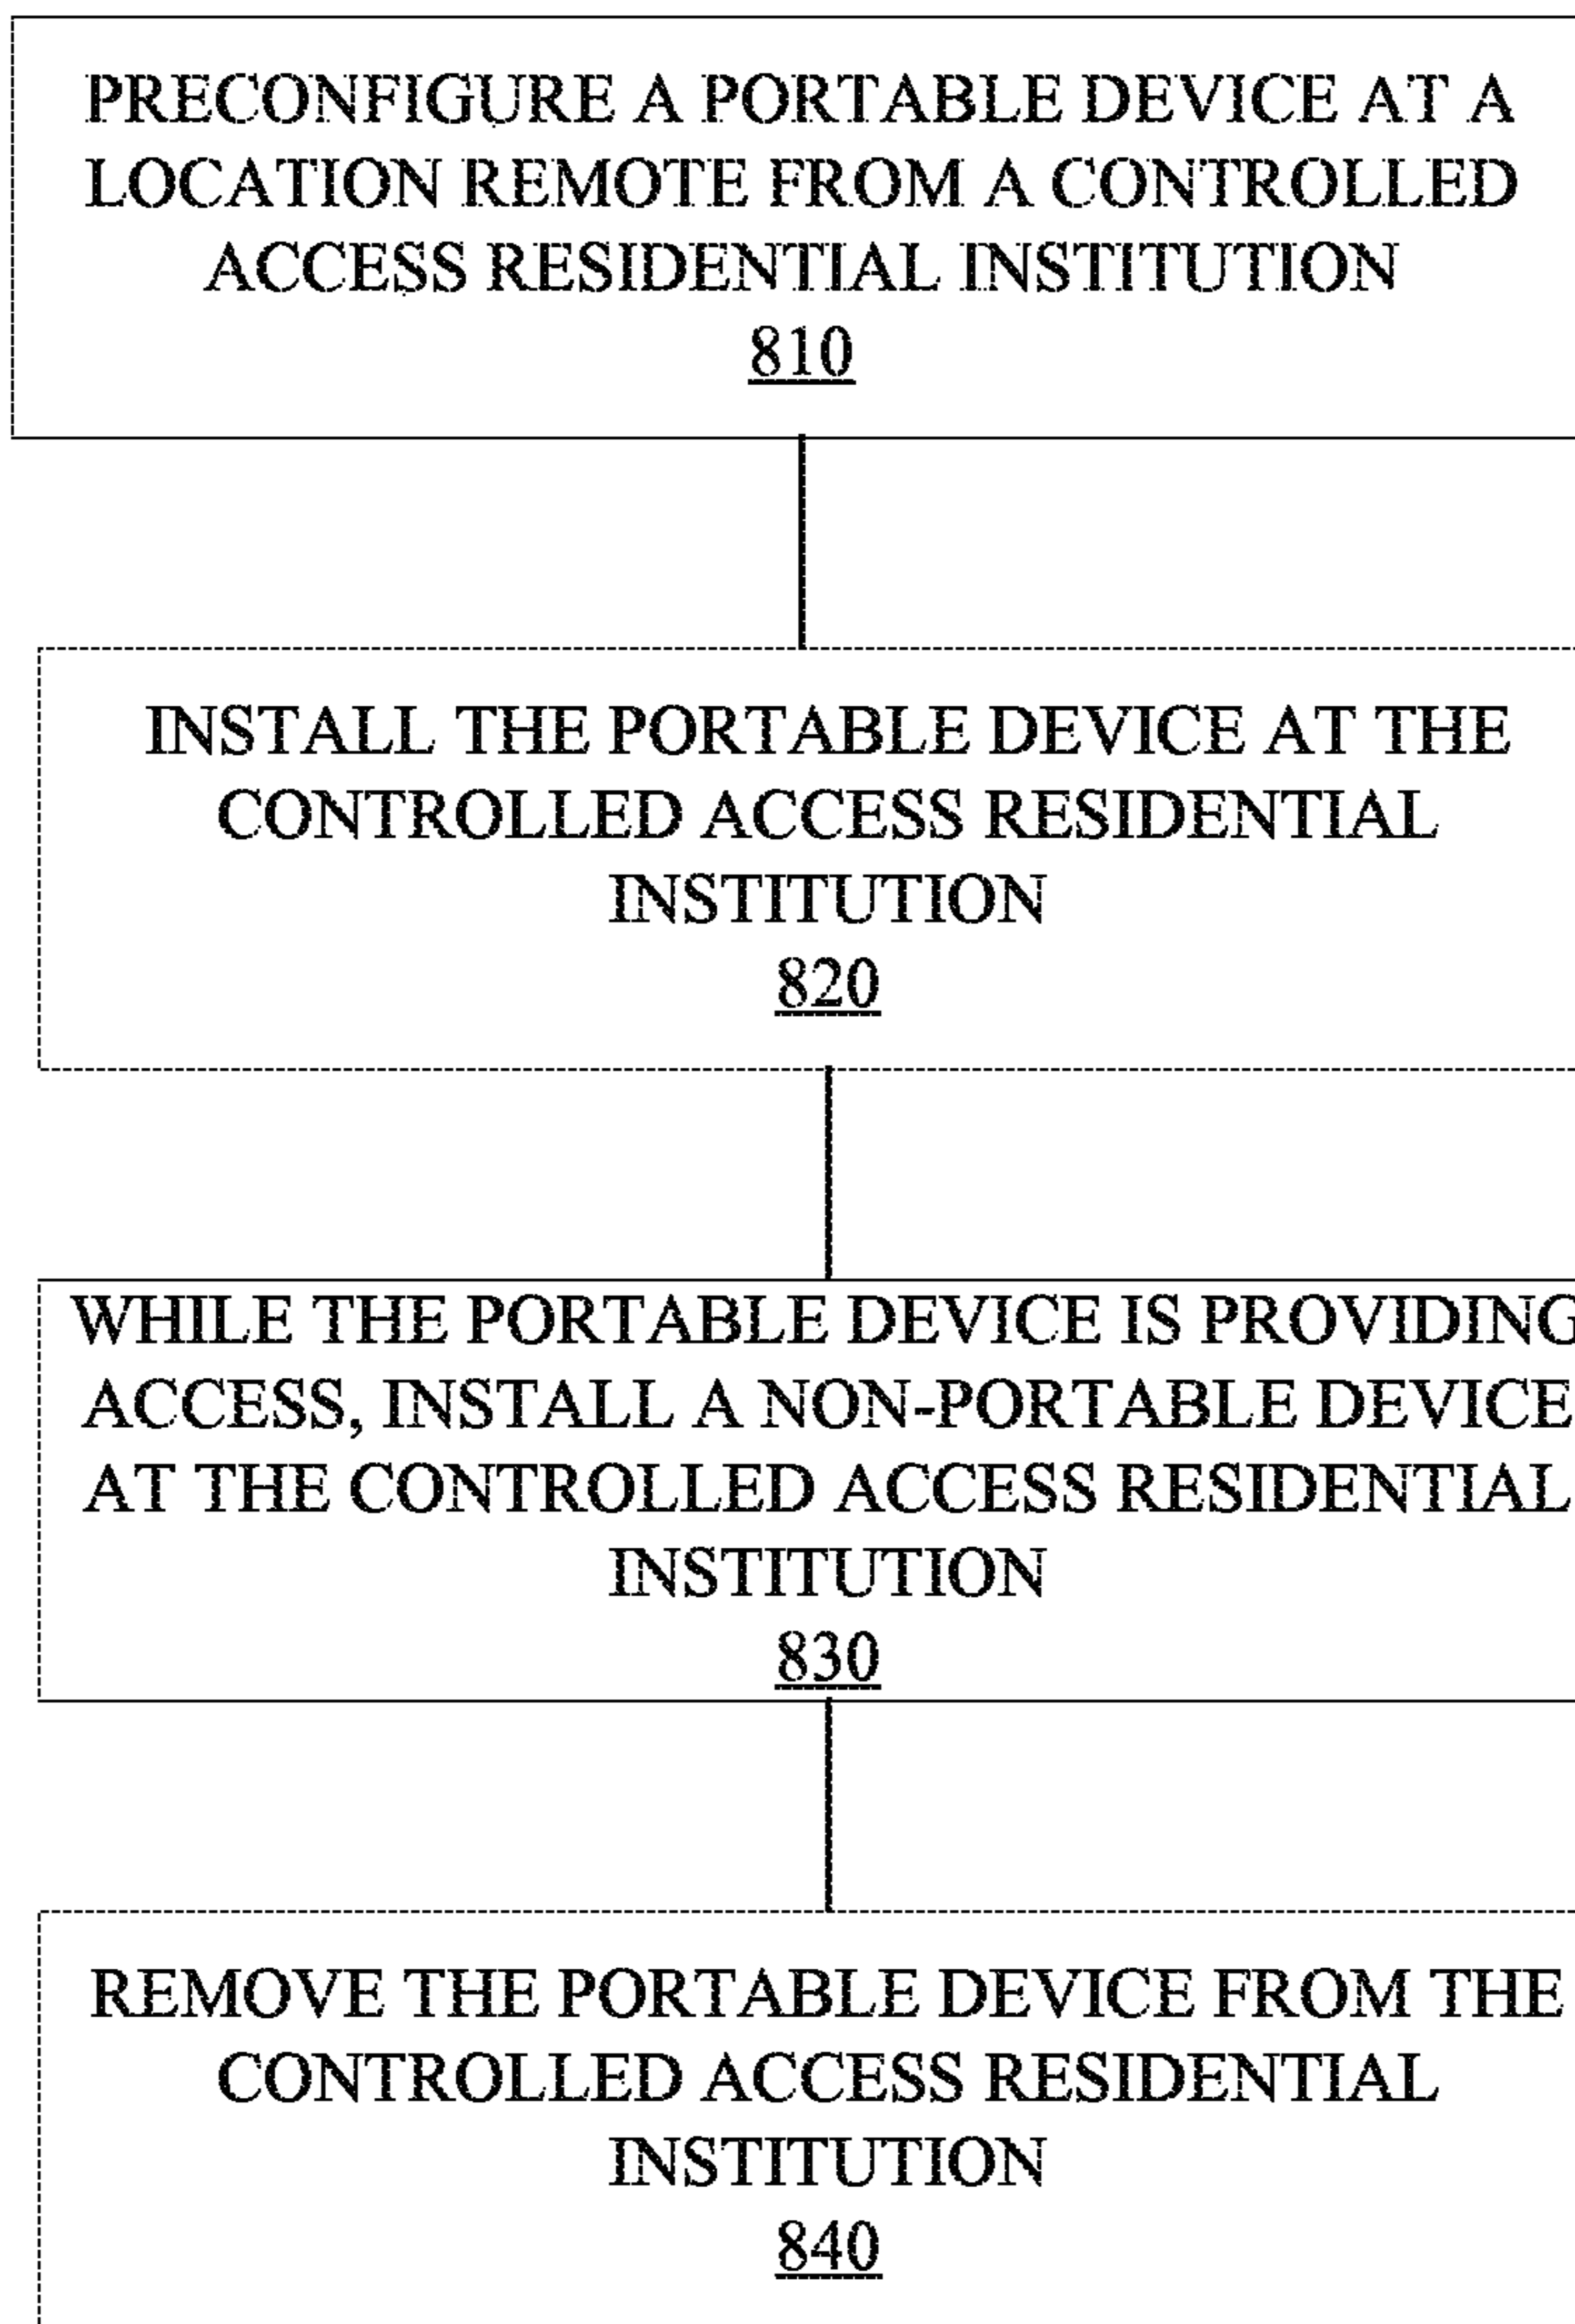 PRECONFIGURE A PORTABLE DEVICE AT A
LOCATION REMOTE FROM A CONTROLLED
ACCESS RESIDENTIAL INSTITUTION
810
INSTALL THE PORTABLE DEVICE AT THE
CONTROLLED ACCESS RESIDENTIAL
INSTITUTION
820
WHILE THE PORTABLE DEVICE IS PROVIDING
ACCESS, INSTALL A NON-PORTABLE DEVICE
AT THE CONTROLLED ACCESS RESIDENTIAL
INSTITUTION
830
REMOVE THE PORTABLE DEVICE FROM THE
CONTROLLED ACCESS RESIDENTIAL
INSTITUTION
840